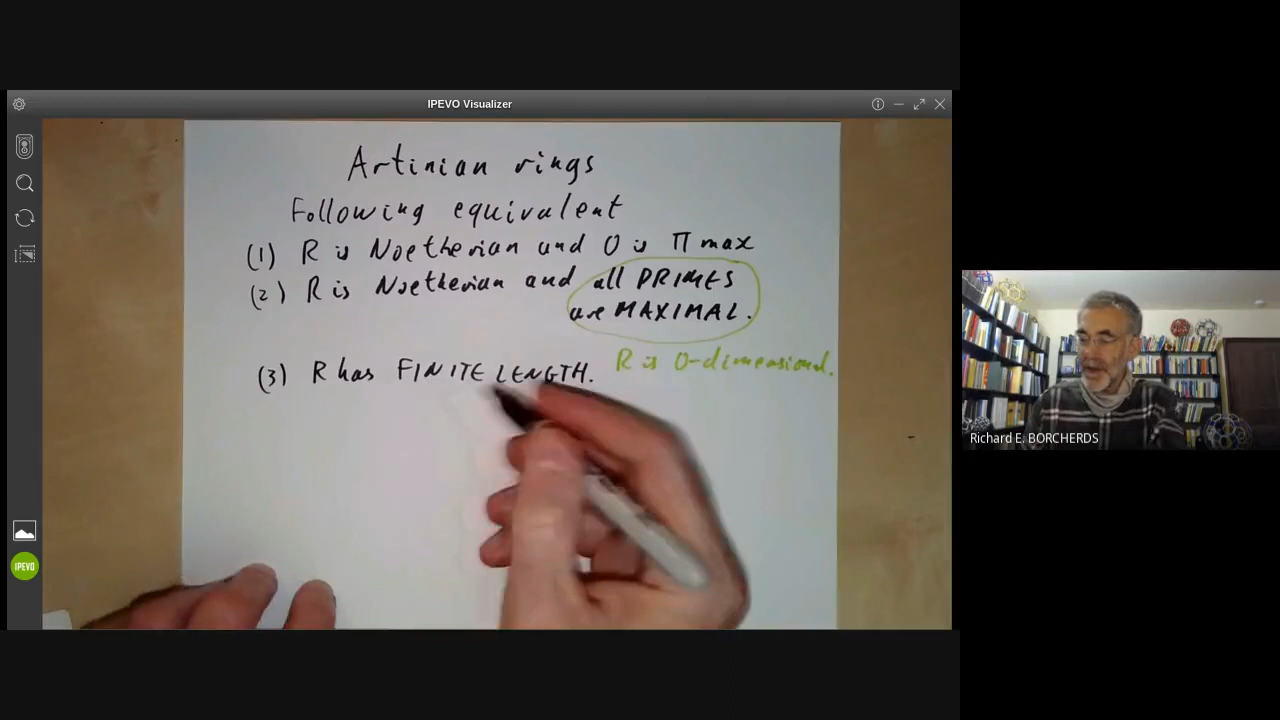 IPEVO Visualizer
Artinian rings
Following equivalent
(1) R is Noetherian and 0 is Π max
(2) R is Noetherian and all PRIMES
are MAXIMAL.
R is 0-dimensional.
(3) R has FINITE LENGTH.
Richard E. BORCHERDS
IPEVO